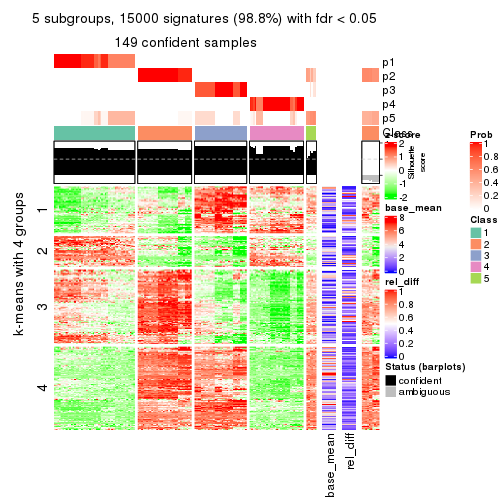 5 subgroups, 15000 signatures (98.8%) with fdr < 0.05
149 confident samples
p1
p2
p3
p4
p5
Class
z-score
2
1
0
-1
-2
Silhouette
score
Prob
1
0.8
0.6
0.4
0.2
0
base_mean
8
6
4
2
0
Class
1
2
3
4
5
rel_diff
1
0.8
0.6
0.4
0.2
0
Status (barplots)
confident
ambiguous
k-means with 4 groups
1
2
3
4
base_mean
rel_diff